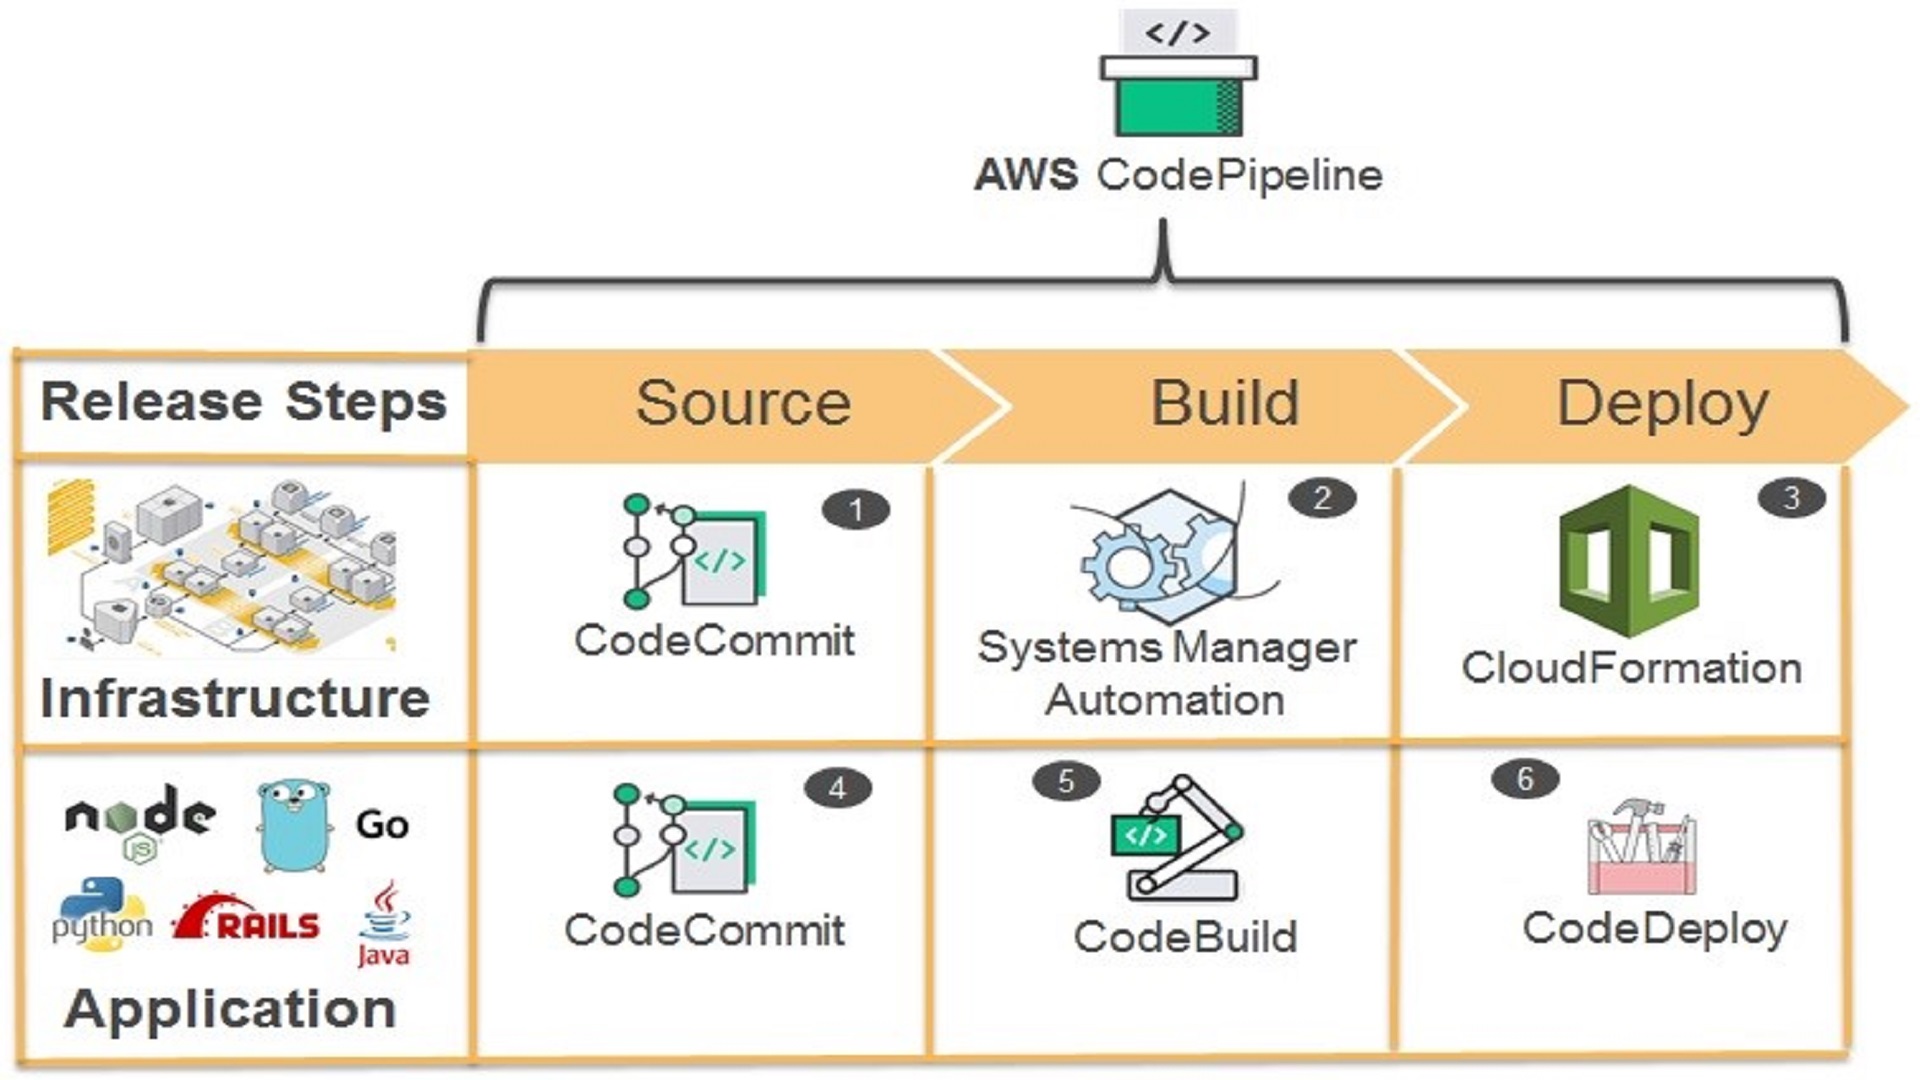 </>
AWS CodePipeline
Release Steps
Source
Build
Deploy
1
</>
CodeCommit
2
Systems Manager
Automation
3
CloudFormation
Infrastructure
node
JS
Go
python
RAILS
Java
Application
4
</>
CodeCommit
5
</>
CodeBuild
6
CodeDeploy